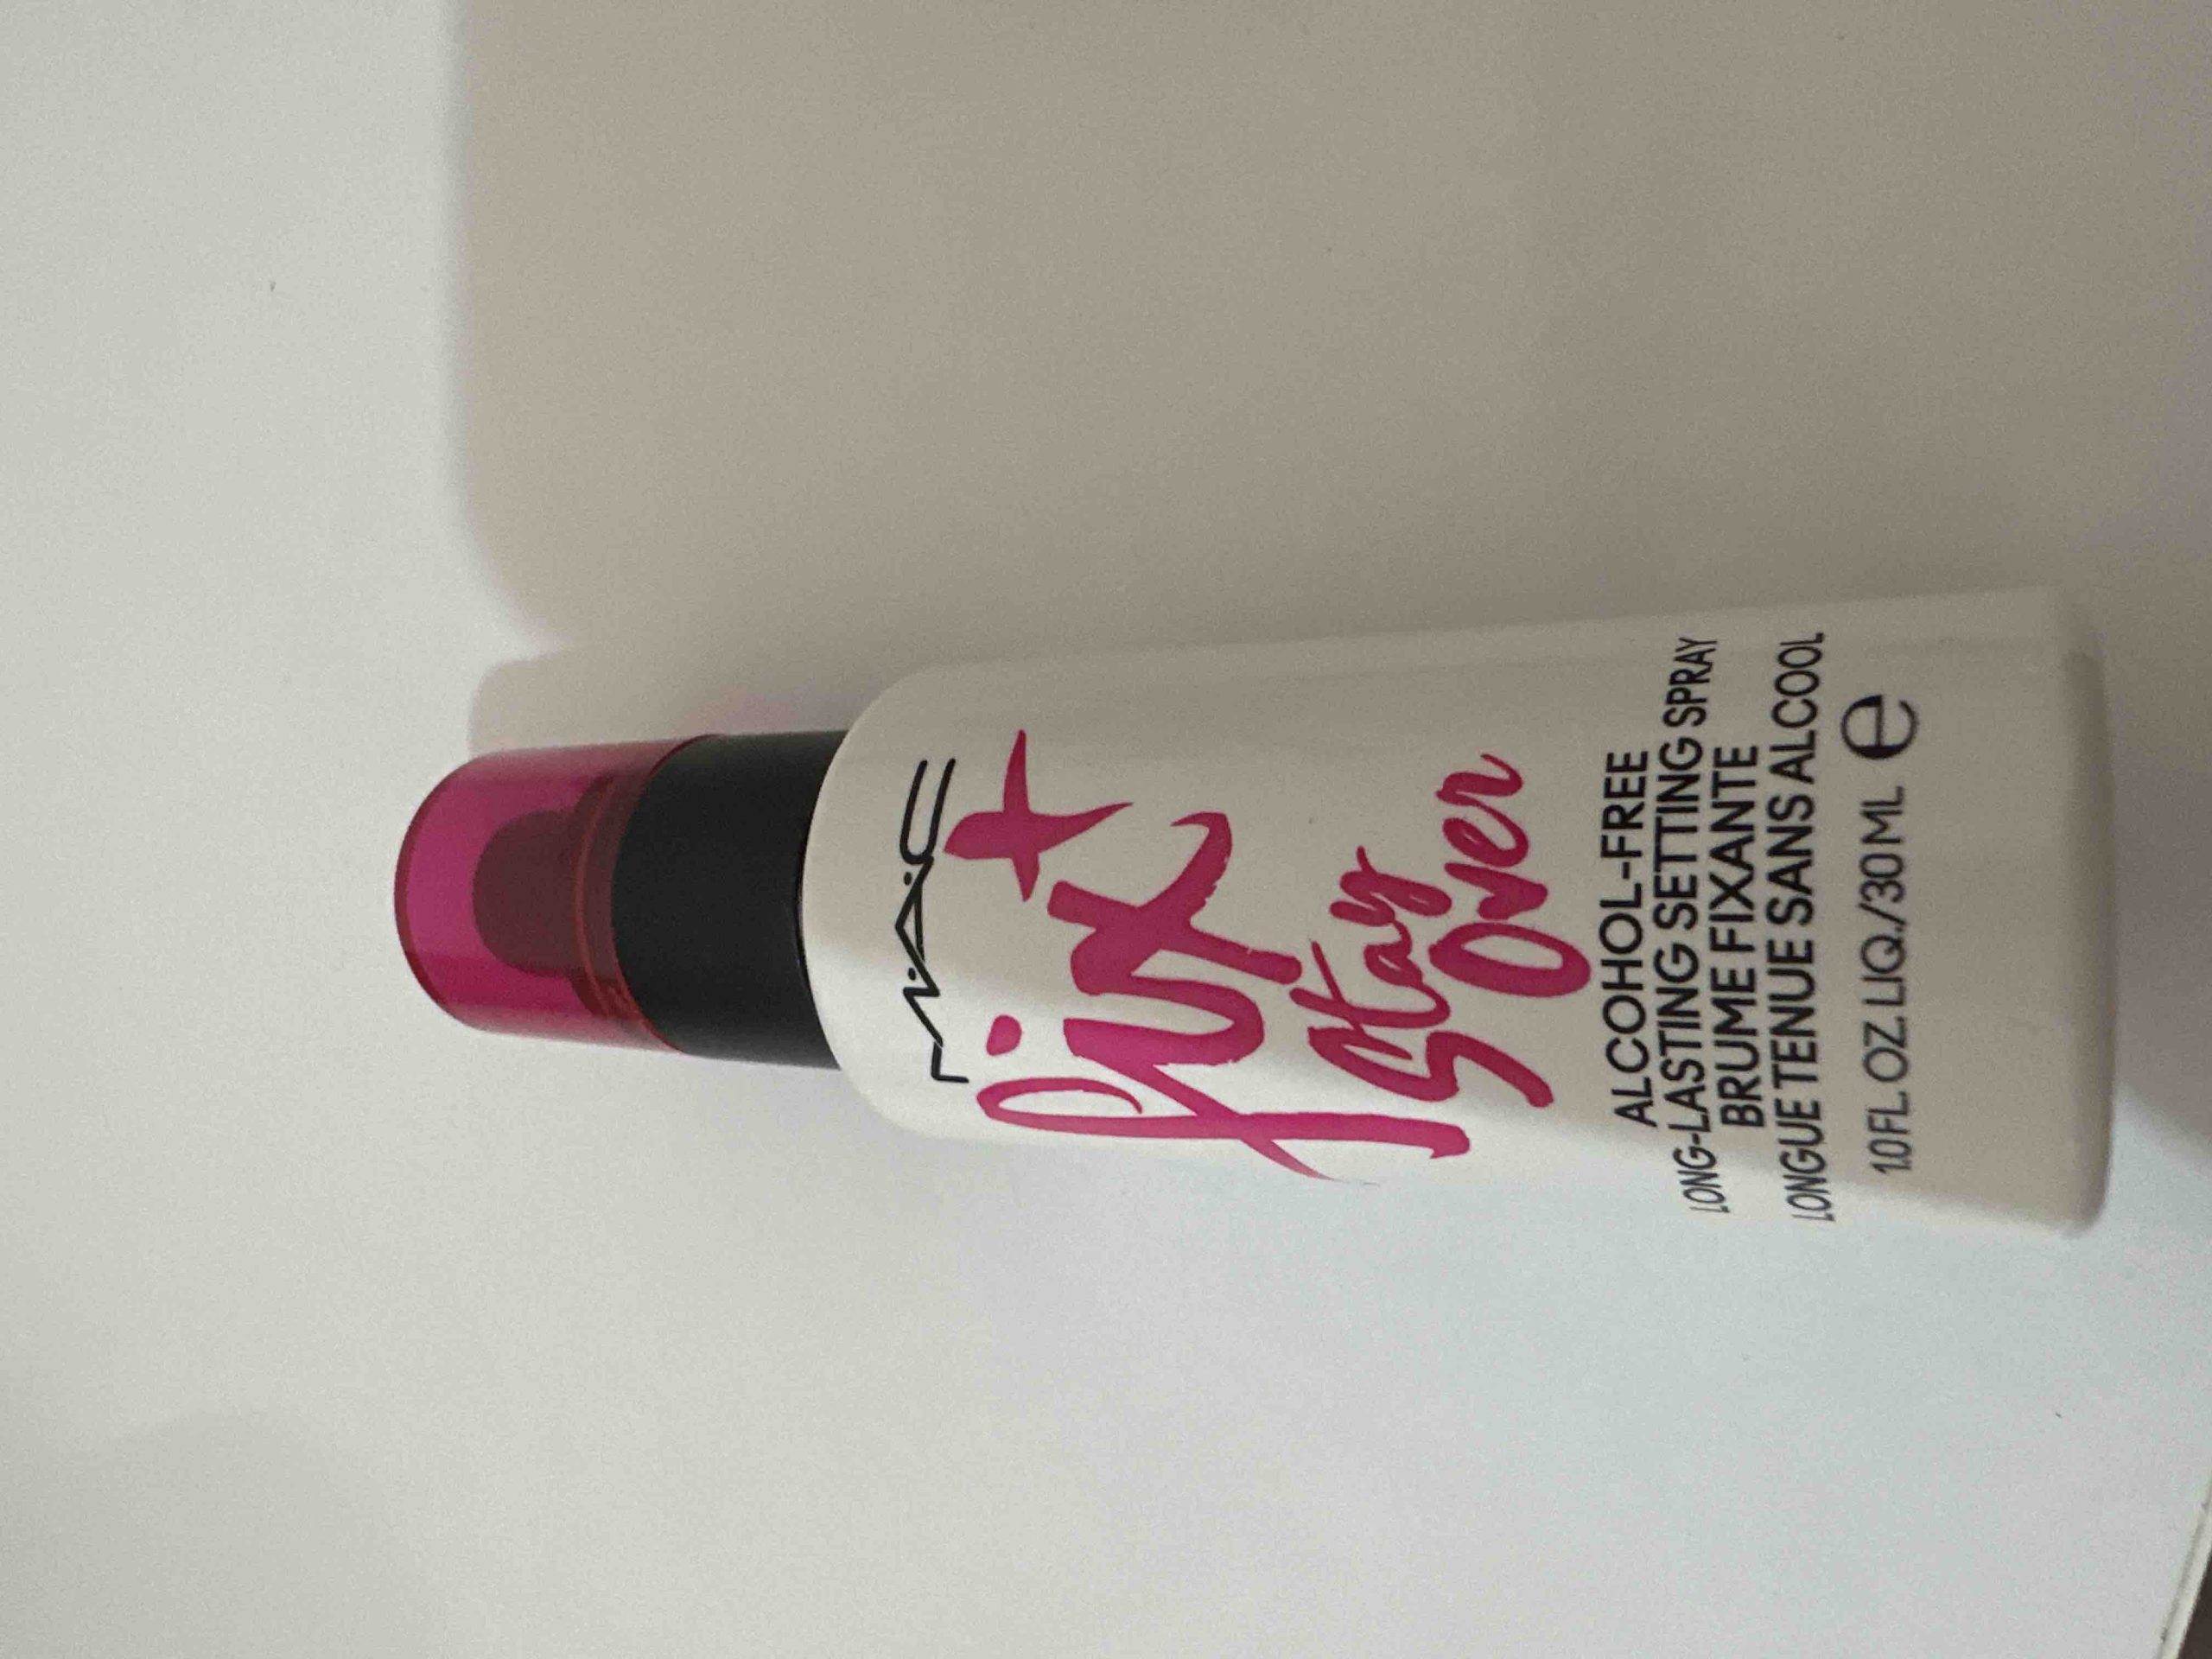 M·A·C
fix+
Stay
Over
ALCOHOL-FREE
LONG-LASTING SETTING SPRAY
BRUME FIXANTE
LONGUE TENUE SANS ALCOOL
1.0 FL. OZ. LIQ./30 ML e